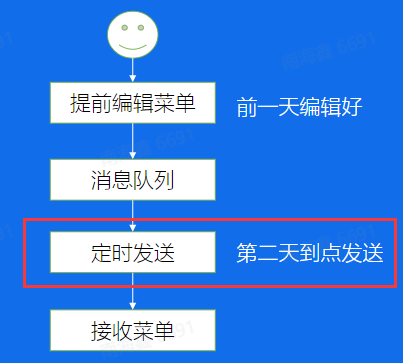 提前编辑菜单
前一天编辑好
消息队列
定时发送
第二天到点发送
接收菜单